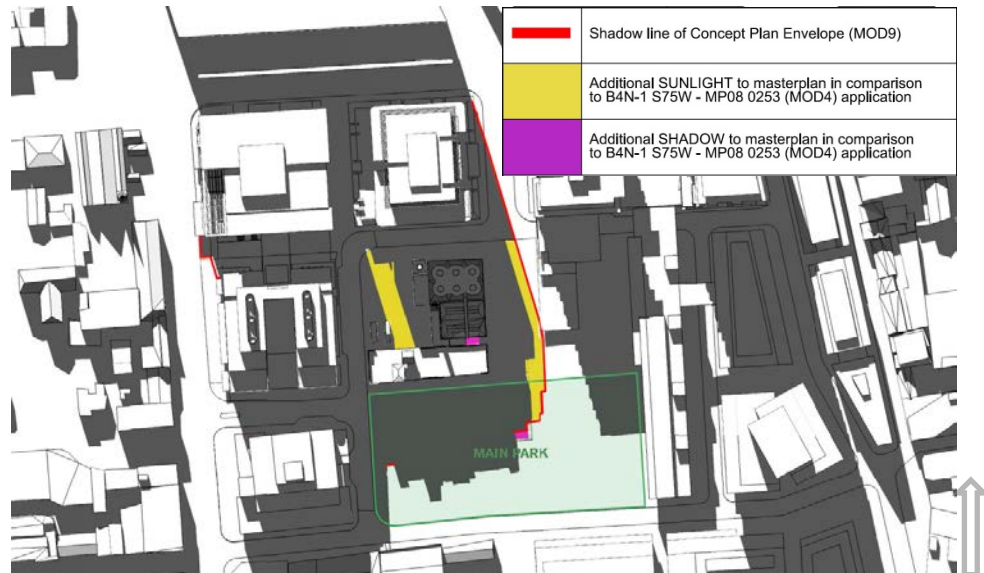 Shadow line of Concept Plan Envelope (MOD9)
Additional SUNLIGHT to masterplan in comparison
to B4N-1 S75W - MP08 0253 (MOD4) application
Additional SHADOW to masterplan in comparison
to B4N-1 S75W - MP08 0253 (MOD4) application
MAIN PARK